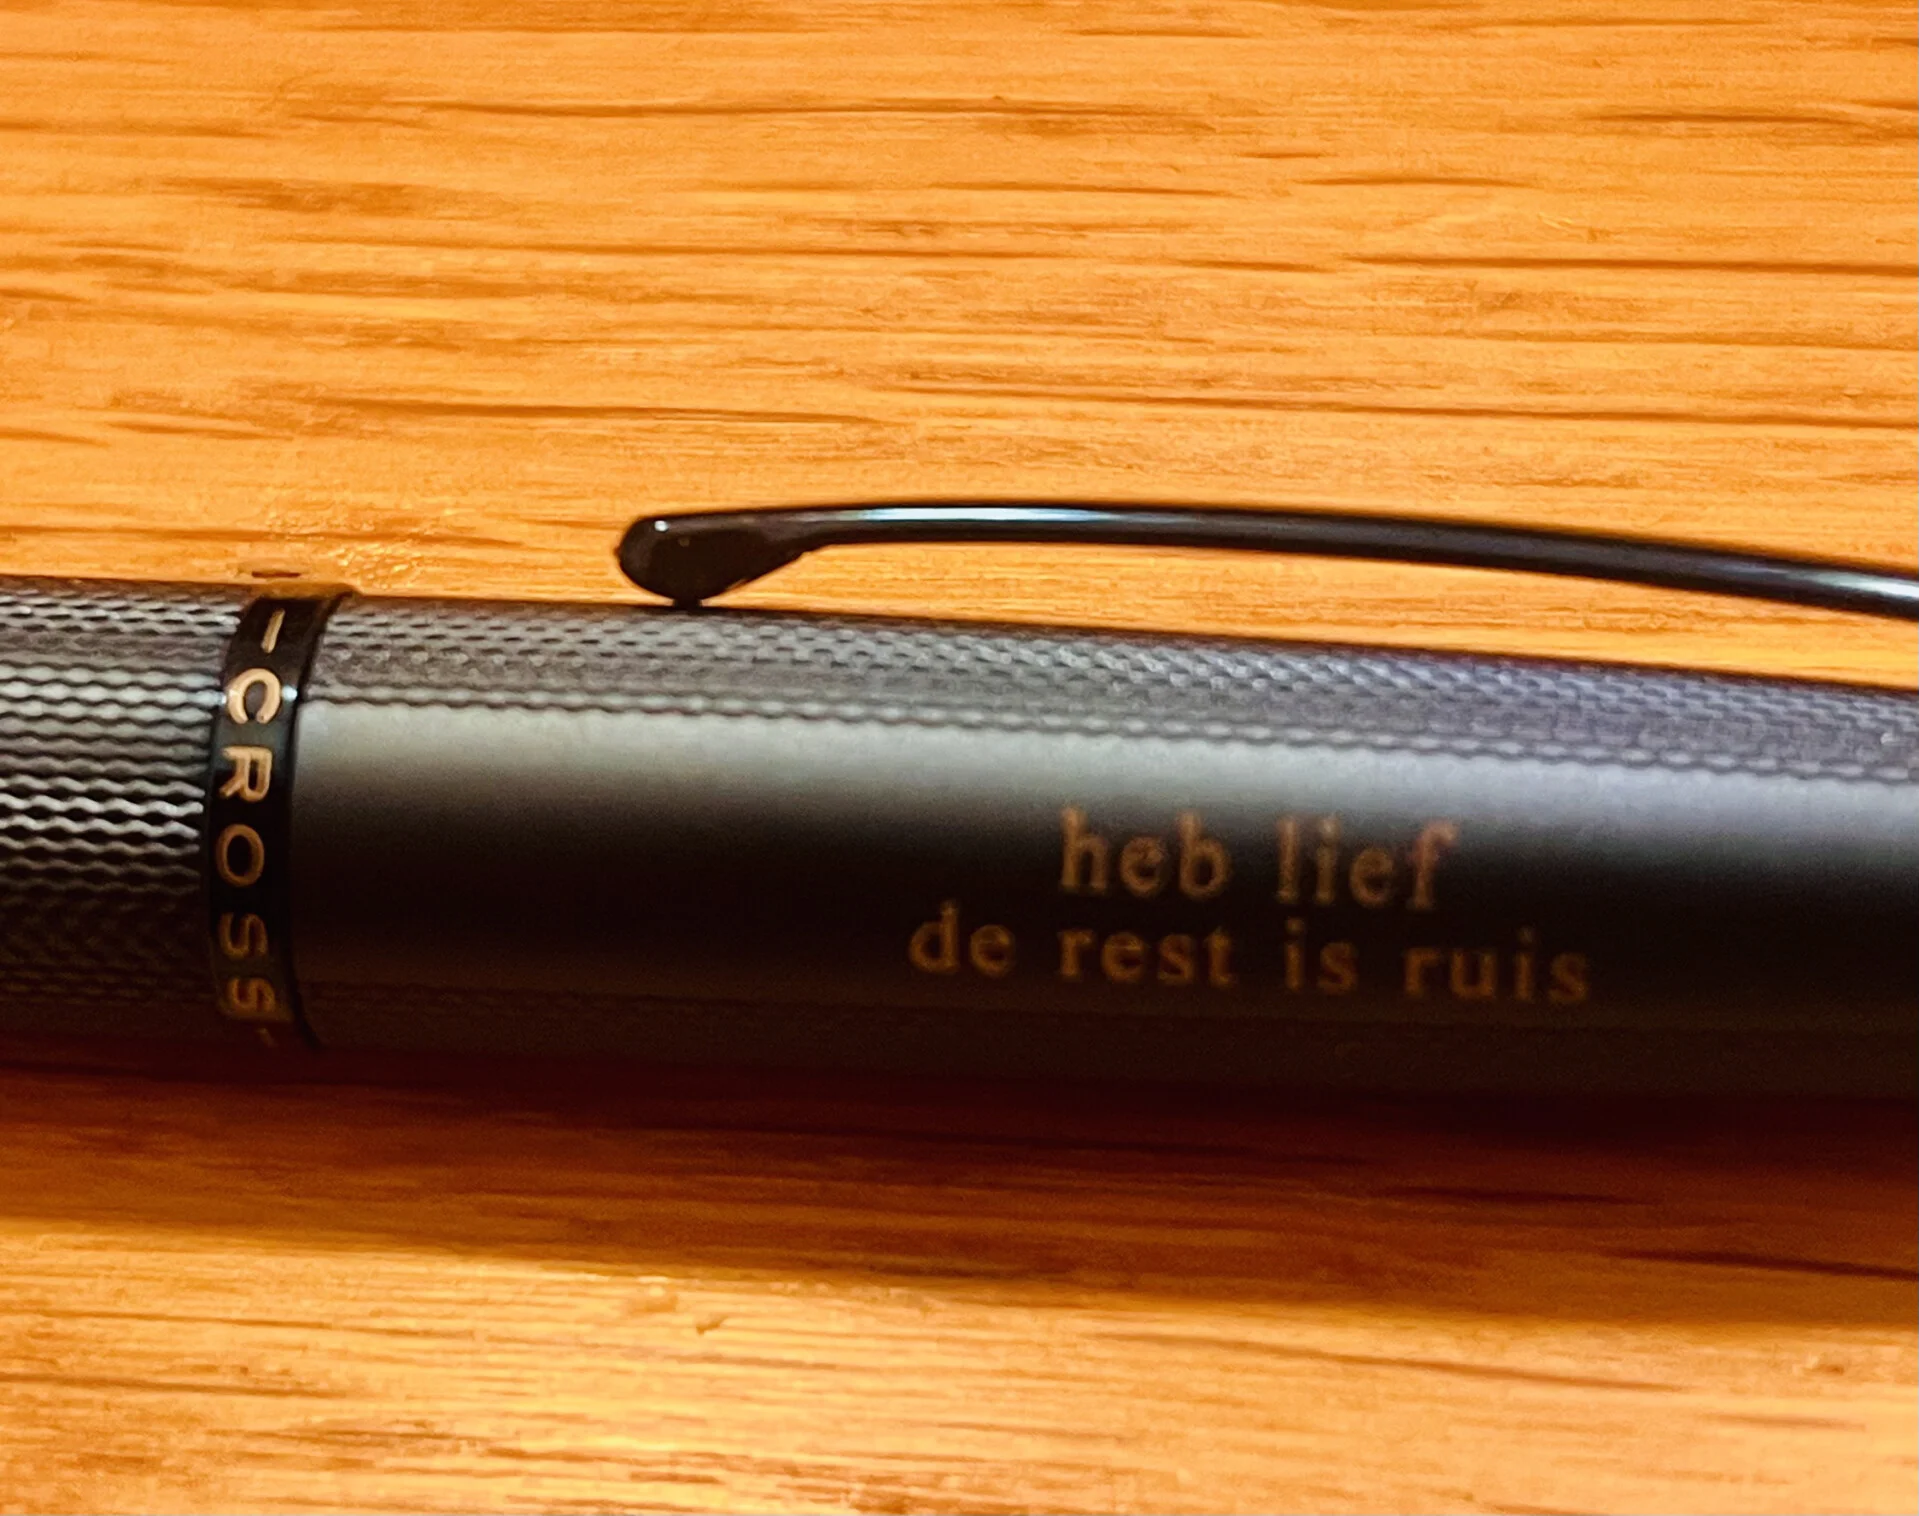 CROSS
heb lief
de rest is ruis